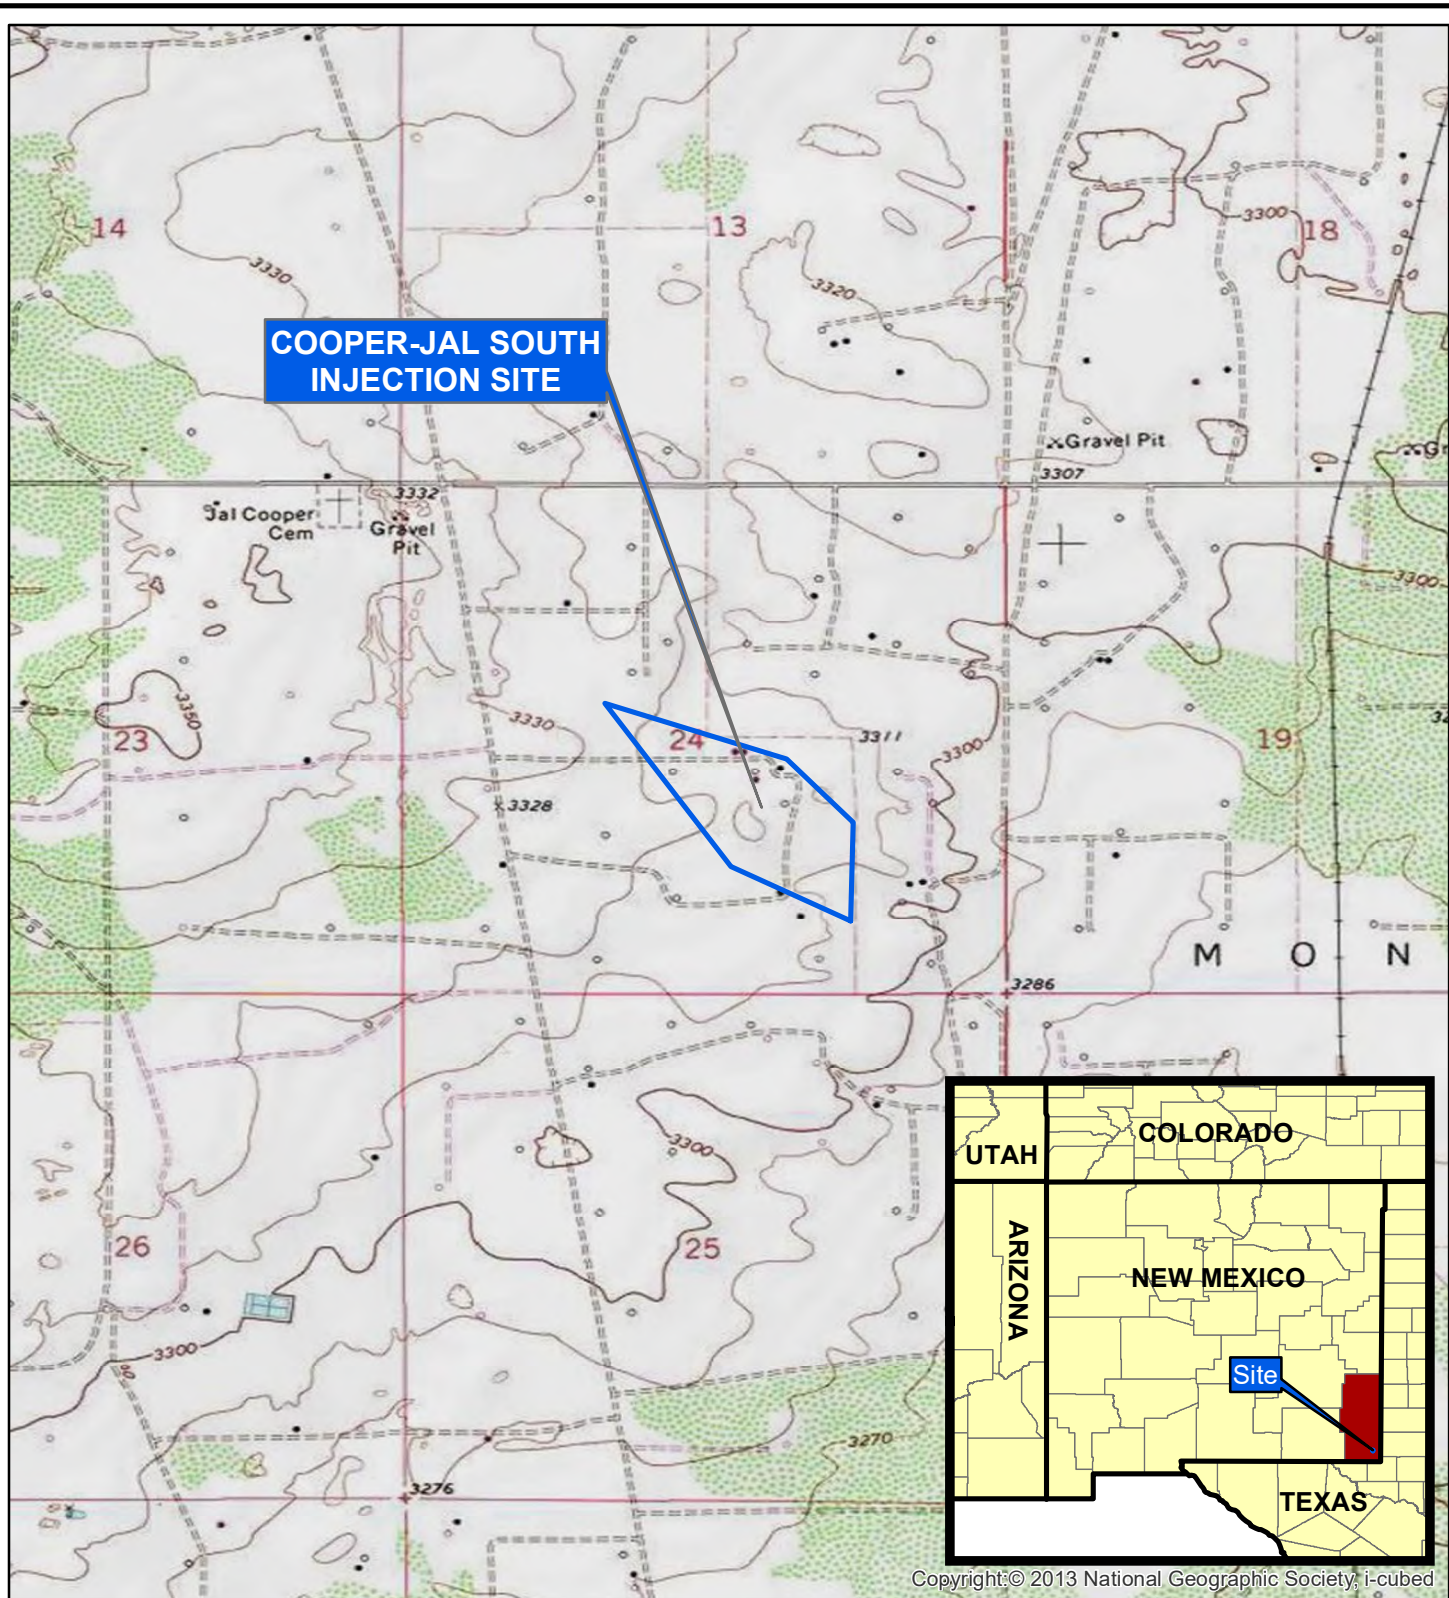 14
13
18
3300
3330
3320
COOPER-JAL SOUTH
INJECTION SITE
Gravel Pit
3307
3332
Jal Cooper
Cem
Gravel
Pit
3300
3350
3330
23
24
3311
19
3300
3328
M O N
3286
3300
26
25
3300
3270
3276
UTAH
COLORADO
ARIZONA
NEW MEXICO
Site
TEXAS
Copyright:© 2013 National Geographic Society, i-cubed